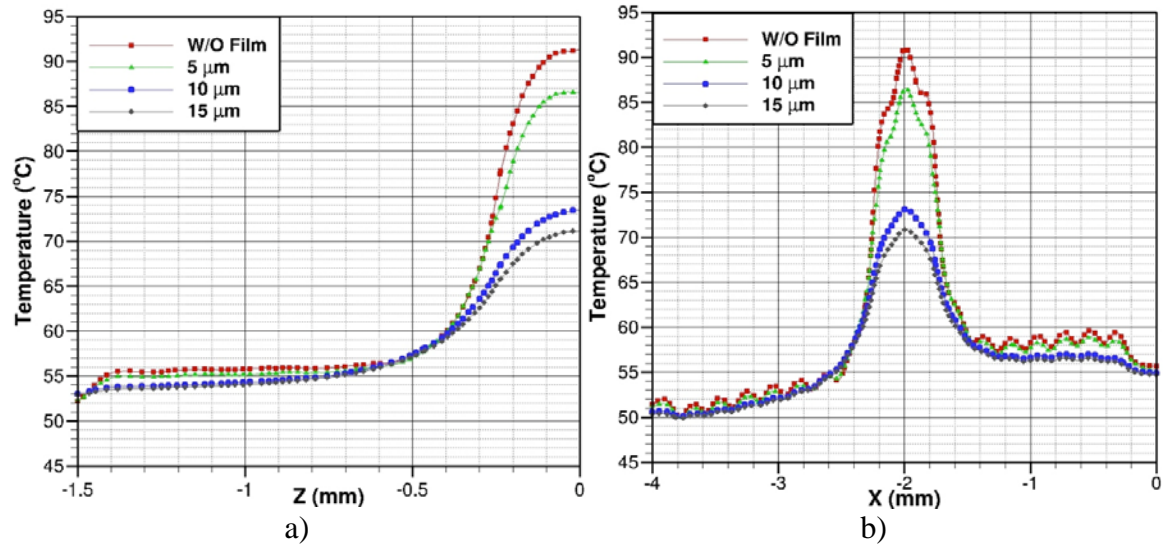 95
90
85
80
75
70
65
60
55
50
45
Temperature (°C)
W/O Film
5 μm
10 μm
15 μm
-1.5
-1
-0.5
0
Z (mm)
a)
95
90
85
80
75
70
65
60
55
50
45
Temperature (°C)
W/O Film
5 μm
10 μm
15 μm
-4
-3
-2
-1
0
X (mm)
b)